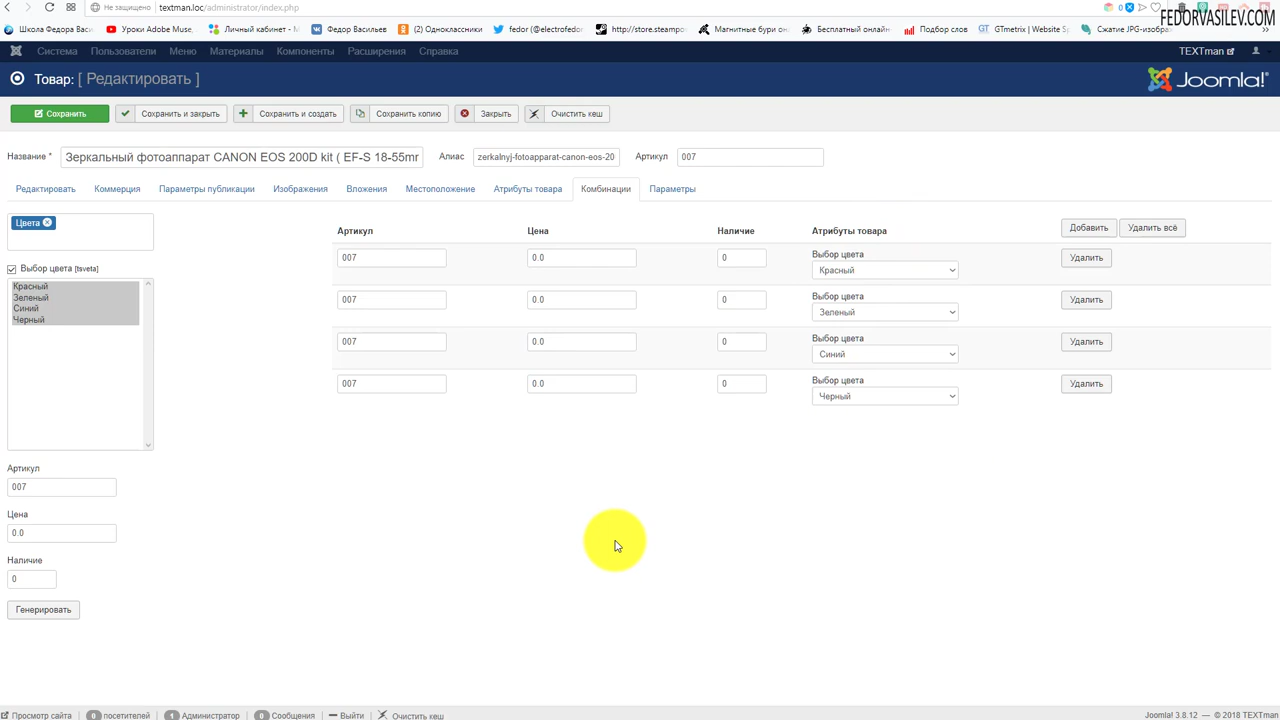 Не защищено textman.loc/administrator/index.php
0
FEDORVASILEV.COM
Школа Федора Васи. Уроки Adobe Muse, Личный кабинет - М Федор Васильев (2) Одноклассники fedor (@electrofedor http://store.steampo Магнитные бури он Бесплатный онлайн Подбор слов GTmetrix | Website S Сжатие JPG-изобра »
Система Пользователи Меню Материалы Компоненты Расширения Справка TEXTman
Товар: [ Редактировать ] Joomla!®
Сохранить Сохранить и закрыть Сохранить и создать Сохранить копию Закрыть Очистить кеш
Название * Зеркальный фотоаппарат CANON EOS 200D kit ( EF-S 18-55mr Алиас zerkalnyj-fotoapparat-canon-eos-20 Артикул 007
Редактировать Коммерция Параметры публикации Изображения Вложения Местоположение Атрибуты товара Комбинации Параметры
Цвета
Артикул Цена Наличие Атрибуты товара Добавить Удалить всё
Выбор цвета [tsveta]
Красный
Зеленый
Синий
Черный
007 0.0 0 Выбор цвета Удалить
Красный
007 0.0 0 Выбор цвета Удалить
Зеленый
007 0.0 0 Выбор цвета Удалить
Синий
007 0.0 0 Выбор цвета Удалить
Черный
Артикул
007
Цена
0.0
Наличие
0
Генерировать
Просмотр сайта 0 посетителей 1 Администратор 0 Сообщения Выйти Очистить кеш Joomla! 3.8.12 — © 2018 TEXTman